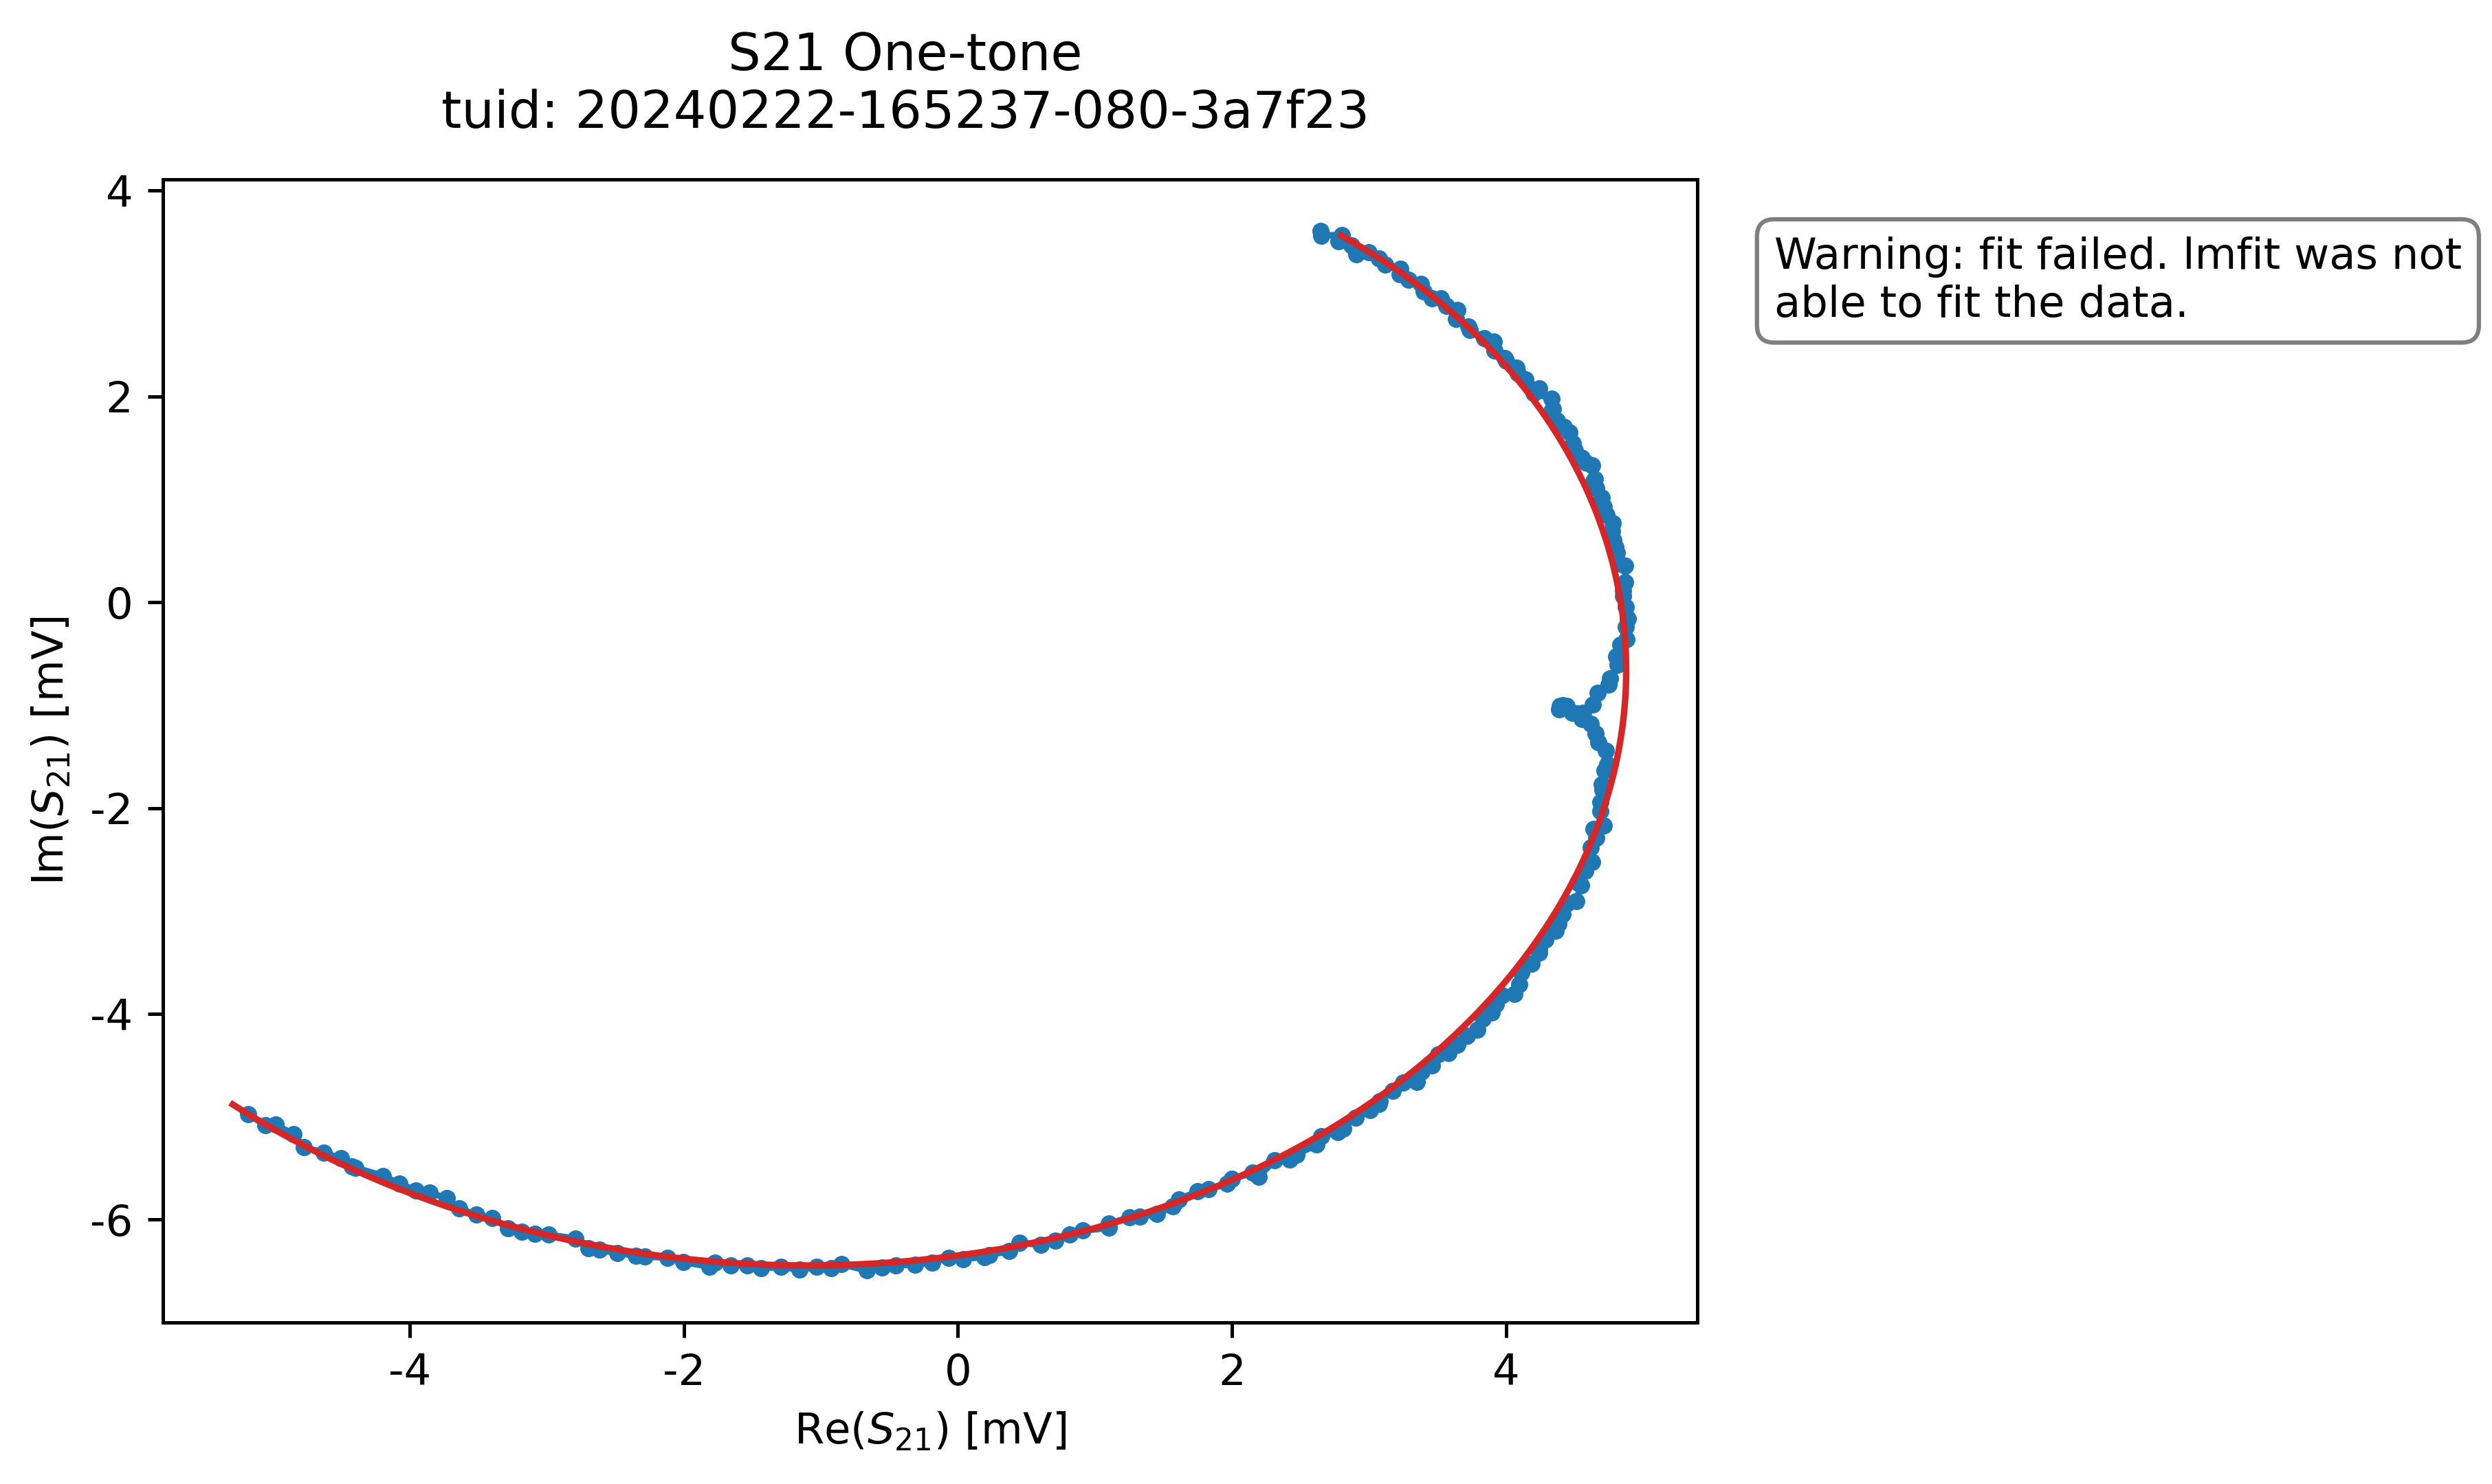 S21 One-tone
tuid: 20240222-165237-080-3a7f23
Warning: fit failed. lmfit was not
able to fit the data.
4
2
0
-2
-4
-6
Im(S21) [mV]
-4 -2 0 2 4
Re(S21) [mV]